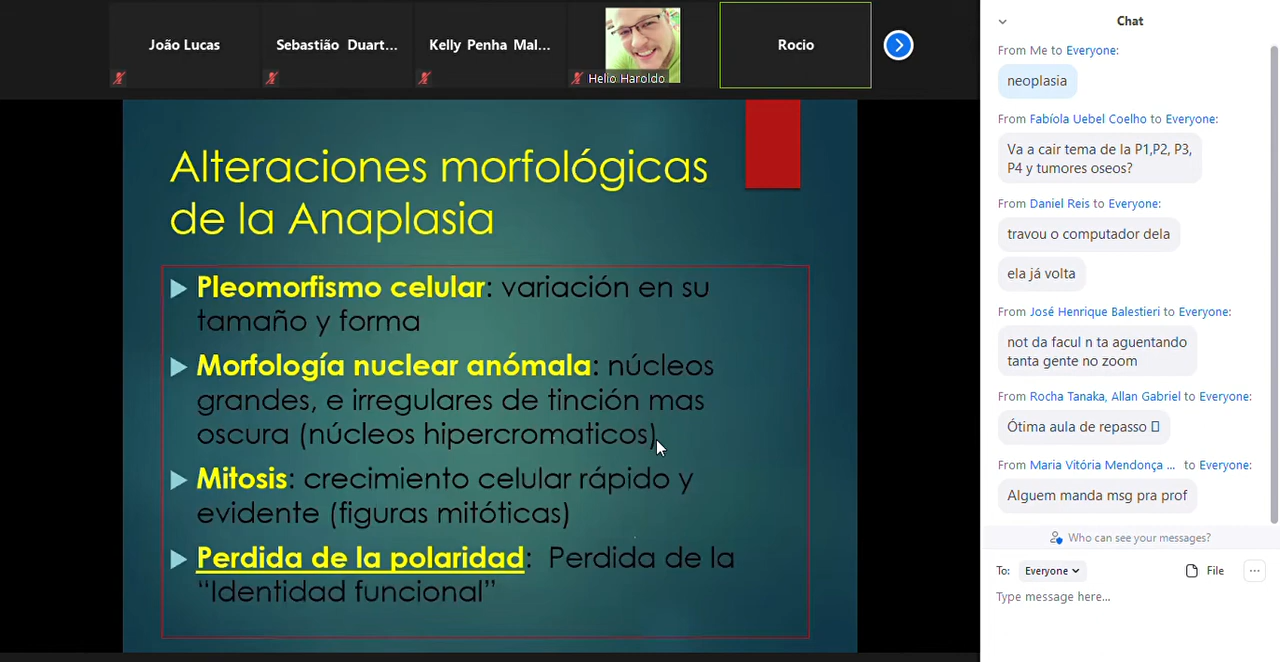 João Lucas
Sebastião Duart...
Kelly Penha Mal...
Helio Haroldo
Rocio
Alteraciones morfológicas
de la Anaplasia
Pleomorfismo celular: variación en su
tamaño y forma
Morfología nuclear anómala: núcleos
grandes, e irregulares de tinción mas
oscura (núcleos hipercromaticos)
Mitosis: crecimiento celular rápido y
evidente (figuras mitóticas)
Perdida de la polaridad: Perdida de la
“Identidad funcional”
Chat
From Me to Everyone:
neoplasia
From Fabíola Uebel Coelho to Everyone:
Va a cair tema de la P1,P2, P3,
P4 y tumores oseos?
From Daniel Reis to Everyone:
travou o computador dela
ela já volta
From José Henrique Balestieri to Everyone:
not da facul n ta aguentando
tanta gente no zoom
From Rocha Tanaka, Allan Gabriel to Everyone:
Ótima aula de repasso
From Maria Vitória Mendonça ... to Everyone:
Alguem manda msg pra prof
Who can see your messages?
To: Everyone File ...
Type message here...